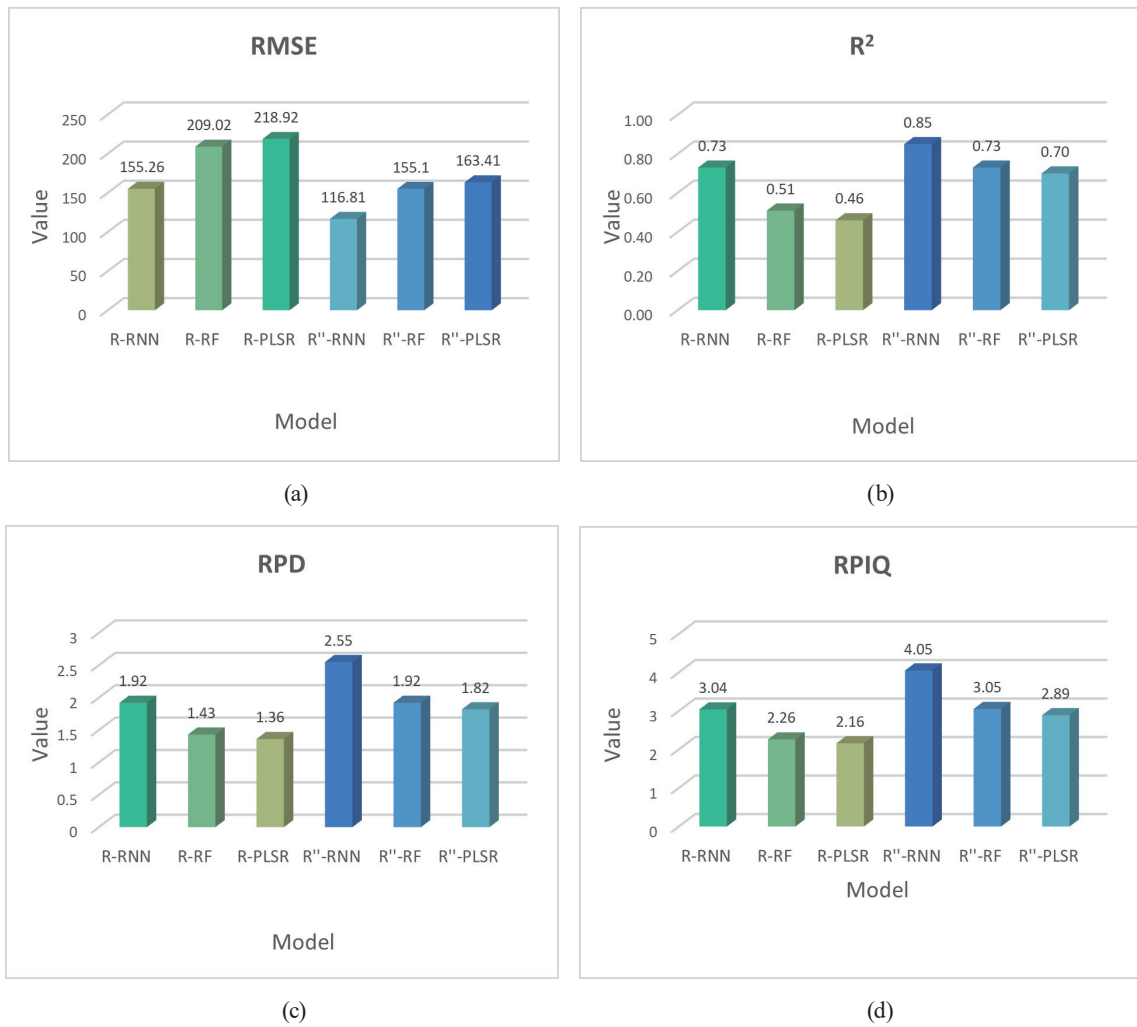 RMSE
Value
250
200
150
100
50
0
155.26
209.02
218.92
116.81
155.1
163.41
R-RNN R-RF R-PLSR R''-RNN R''-RF R''-PLSR
Model
(a)
R²
Value
1.00
0.80
0.60
0.40
0.20
0.00
0.73
0.51
0.46
0.85
0.73
0.70
R-RNN R-RF R-PLSR R''-RNN R''-RF R''-PLSR
Model
(b)
RPD
Value
3
2.5
2
1.5
1
0.5
0
1.92
1.43
1.36
2.55
1.92
1.82
R-RNN R-RF R-PLSR R''-RNN R''-RF R''-PLSR
Model
(c)
RPIQ
Value
5
4
3
2
1
0
3.04
2.26
2.16
4.05
3.05
2.89
R-RNN R-RF R-PLSR R''-RNN R''-RF R''-PLSR
Model
(d)